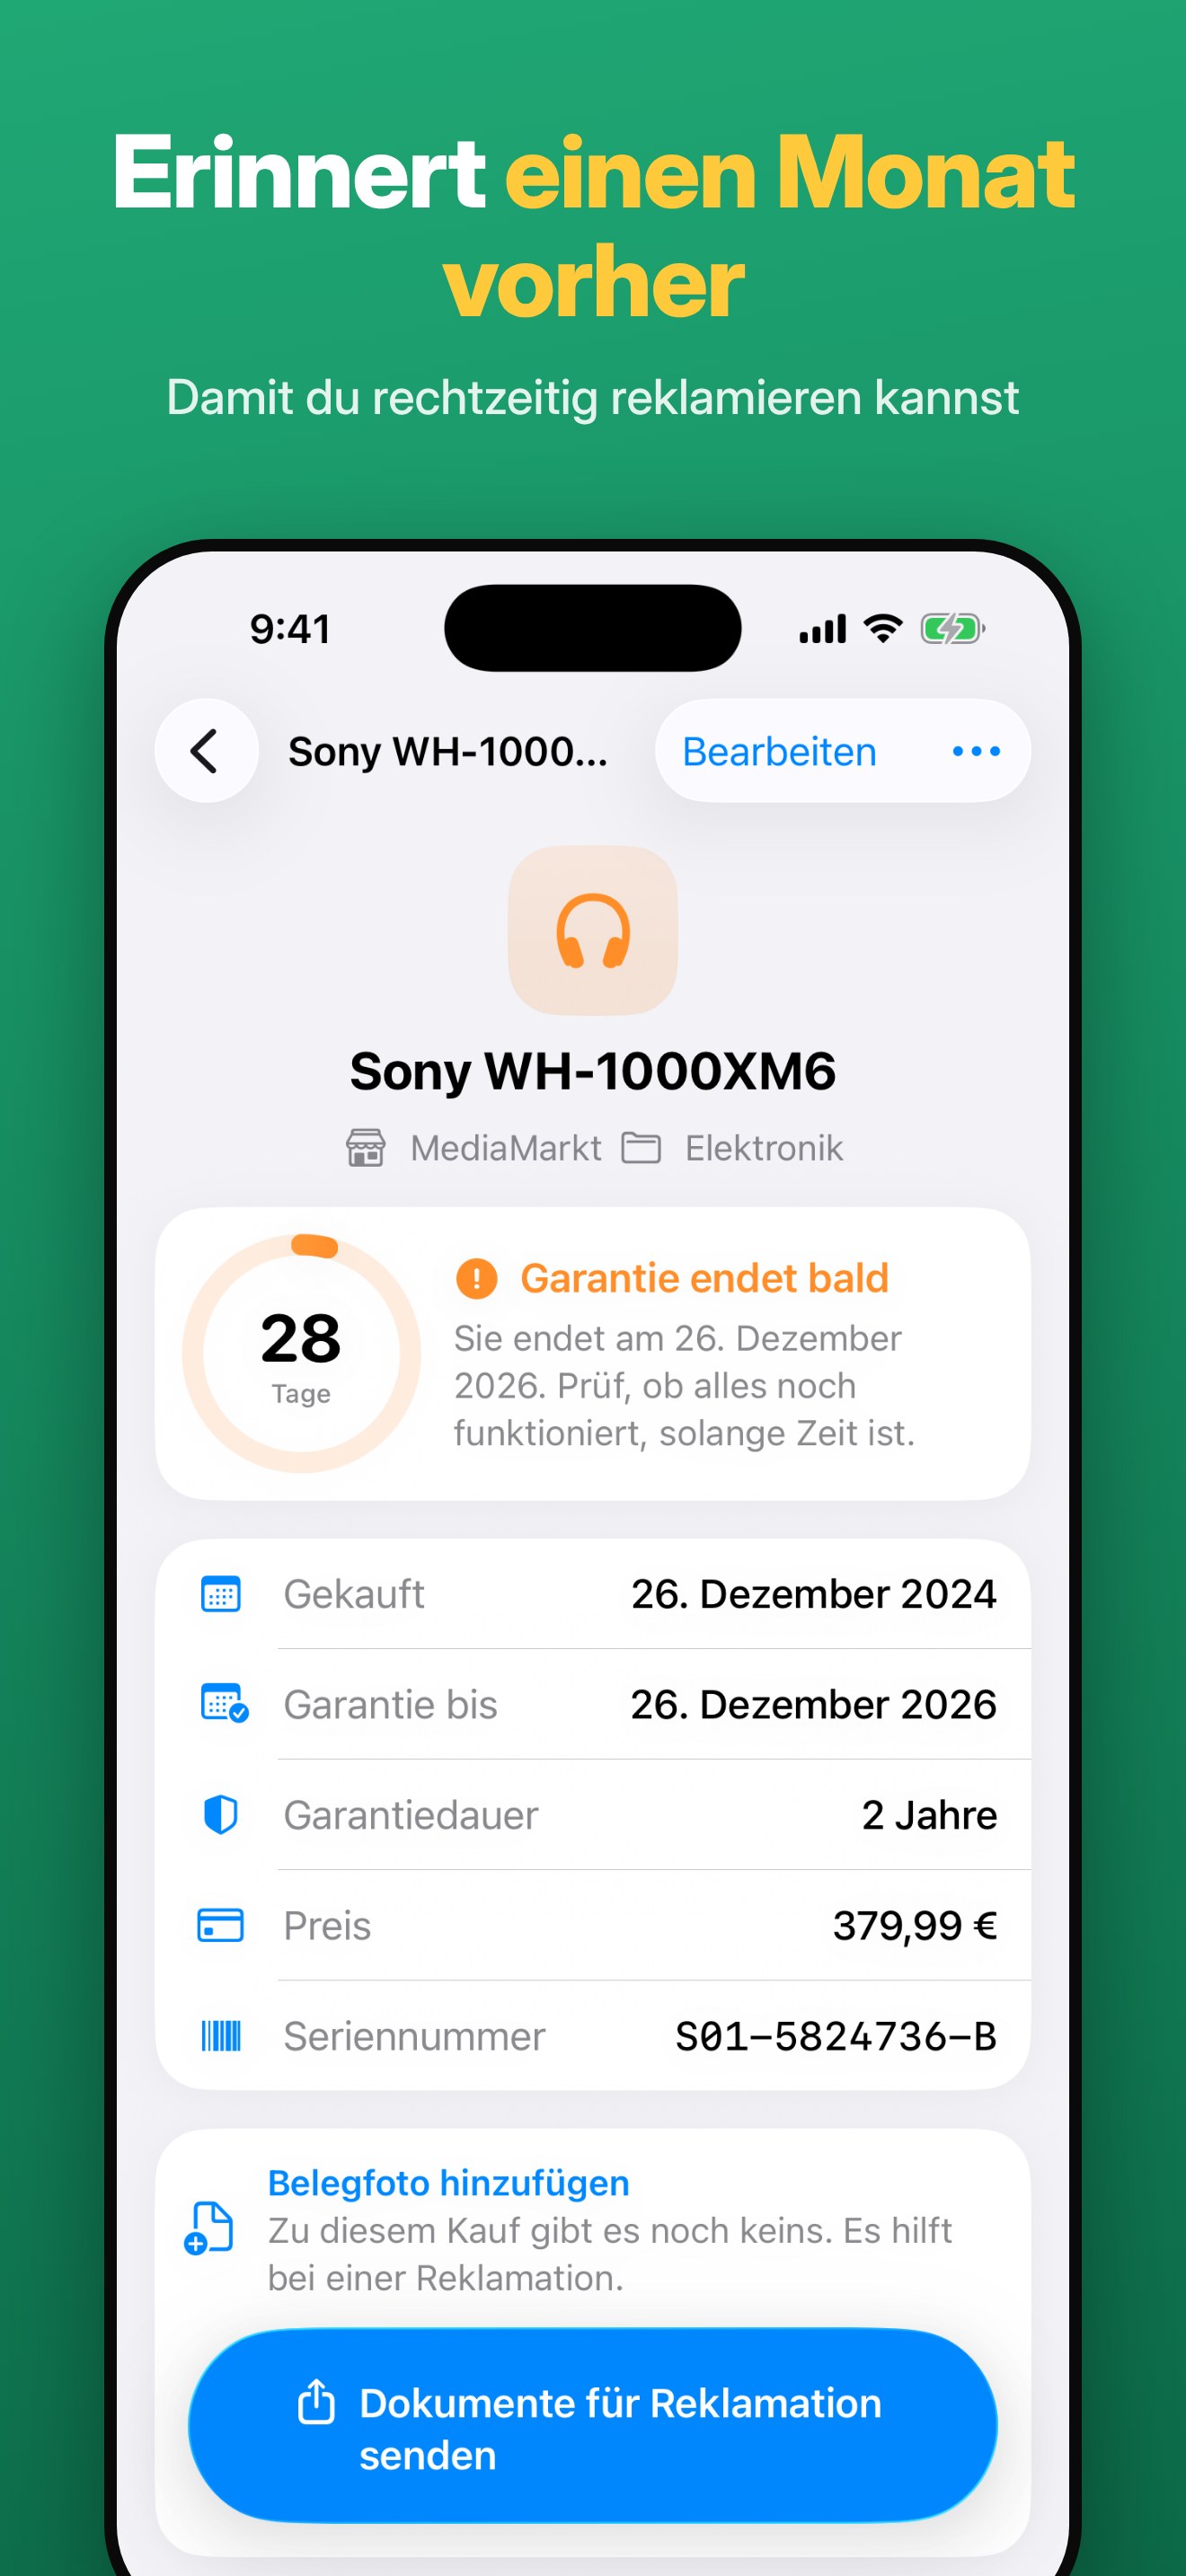 Erinnert einen Monat
vorher
Damit du rechtzeitig reklamieren kannst
9:41
Sony WH-1000...
Bearbeiten
Sony WH-1000XM6
MediaMarkt Elektronik
28
Tage
Garantie endet bald
Sie endet am 26. Dezember
2026. Prüf, ob alles noch
funktioniert, solange Zeit ist.
Gekauft 26. Dezember 2024
Garantie bis 26. Dezember 2026
Garantiedauer 2 Jahre
Preis 379,99 €
Seriennummer S01-5824736-B
Belegfoto hinzufügen
Zu diesem Kauf gibt es noch keins. Es hilft
bei einer Reklamation.
Dokumente für Reklamation
senden